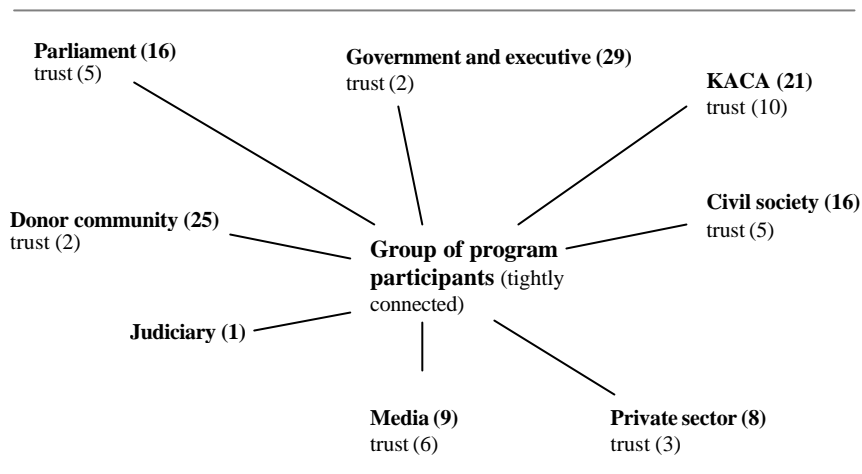 Parliament (16)
trust (5)
Government and executive (29)
trust (2)
KACA (21)
trust (10)
Donor community (25)
trust (2)
Civil society (16)
trust (5)
Group of program
participants (tightly
connected)
Judiciary (1)
Media (9)
trust (6)
Private sector (8)
trust (3)